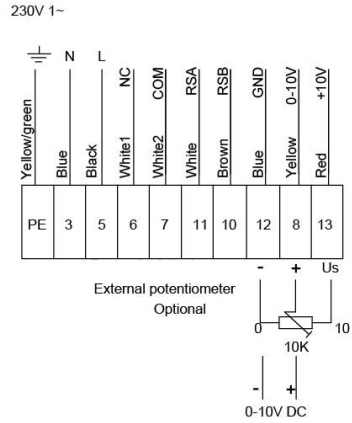 230V 1~
N L
Yellow/green
Blue
Black
White1 NC
White2 COM
White RSA
Brown RSB
Blue GND
Yellow 0-10V
Red +10V
PE 3 5 6 7 11 10 12 8 13
- + Us
External potentiometer
Optional
0 10
10K
- +
0-10V DC